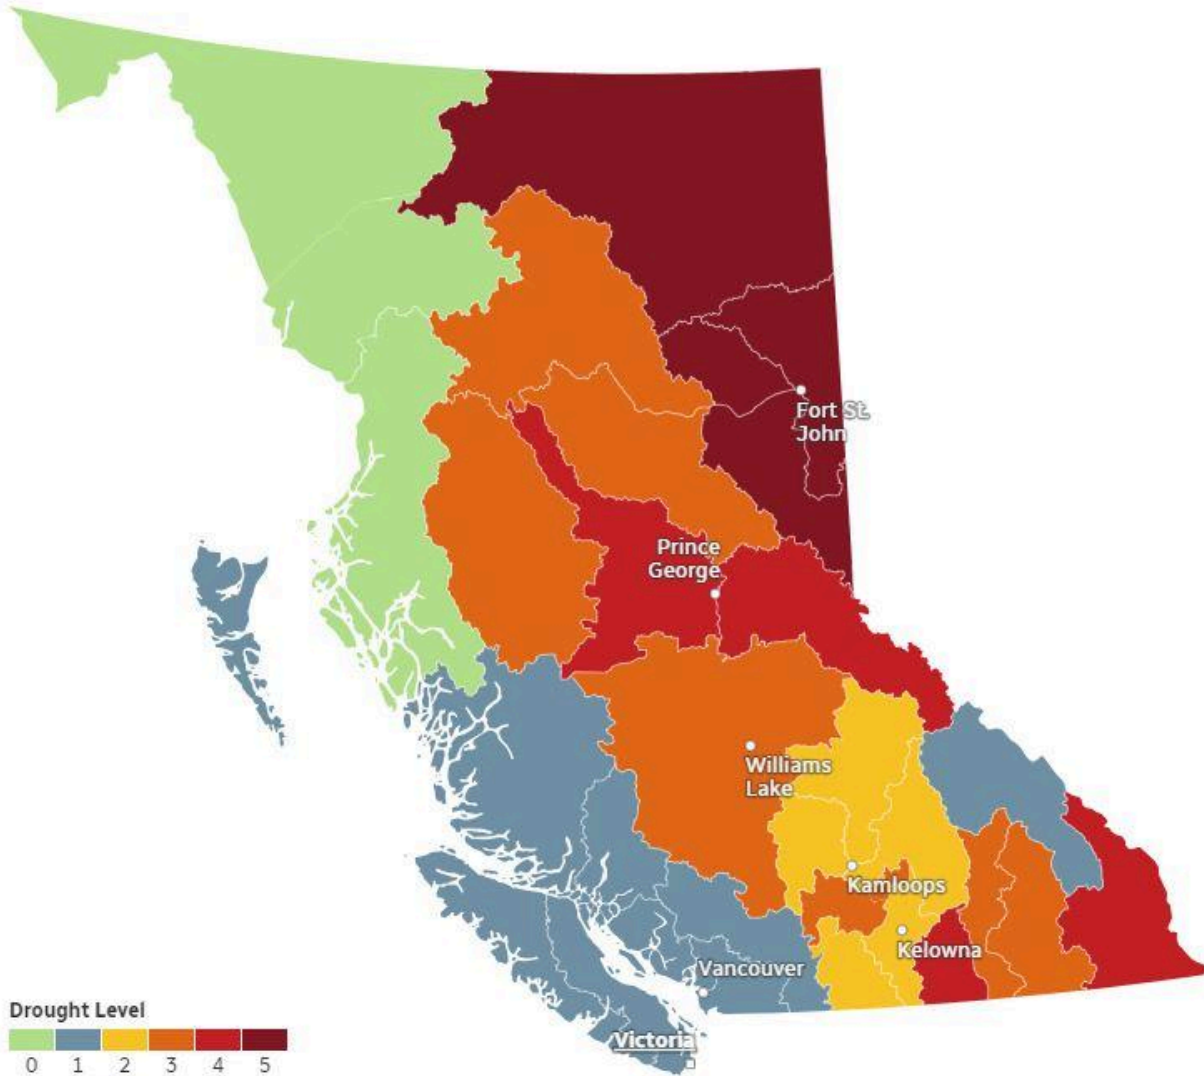 Fort St.
John
Prince
George
Williams
Lake
Kamloops
Kelowna
Vancouver
Drought Level
Victoria
0 1 2 3 4 5